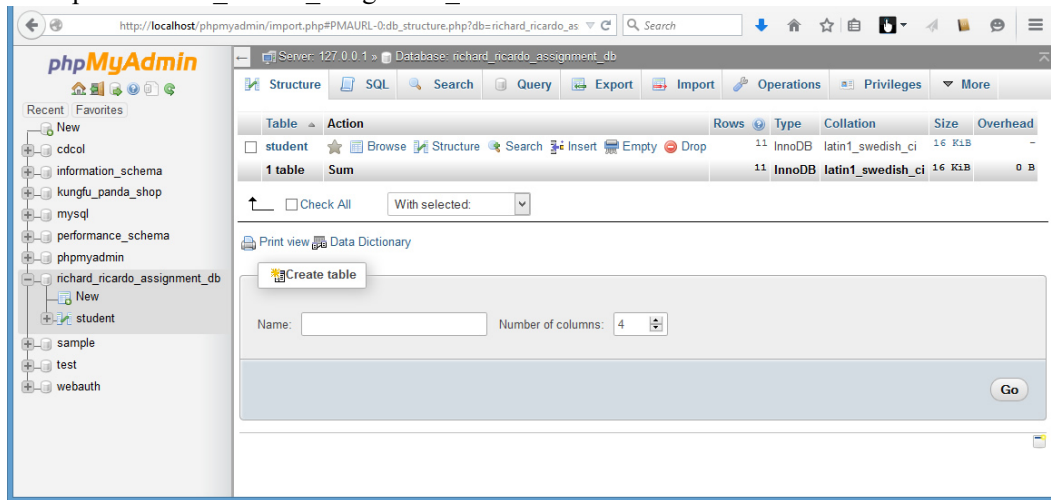 http://localhost/phpmyadmin/import.php#PMAURL-0:db_structure.php?db=richard_ricardo_as
Search
phpMyAdmin
Recent Favorites
New
cdcol
information_schema
kungfu_panda_shop
mysql
performance_schema
phpmyadmin
richard_ricardo_assignment_db
New
student
sample
test
webauth
Server: 127.0.0.1 » Database: richard_ricardo_assignment_db
Structure SQL Search Query Export Import Operations Privileges More
Table Action Rows Type Collation Size Overhead
student Browse Structure Search Insert Empty Drop 11 InnoDB latin1_swedish_ci 16 KiB -
1 table Sum 11 InnoDB latin1_swedish_ci 16 KiB 0 B
Check All With selected:
Print view Data Dictionary
Create table
Name: Number of columns: 4
Go